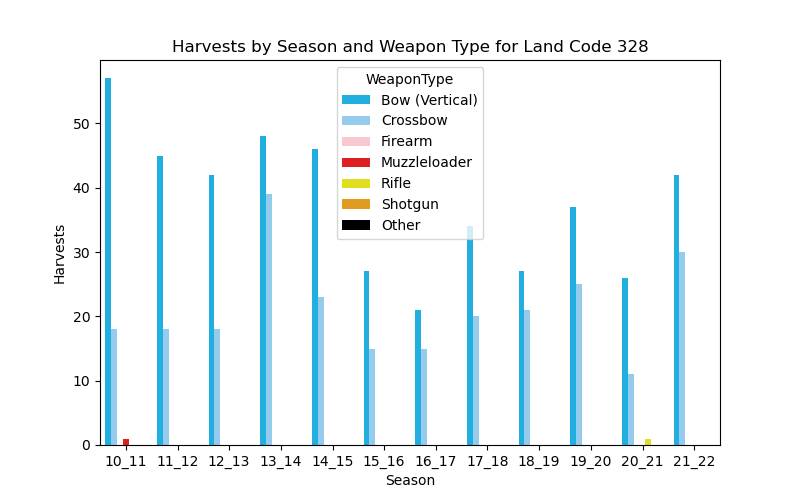 Harvests by Season and Weapon Type for Land Code 328
WeaponType
Bow (Vertical)
Crossbow
Firearm
Muzzleloader
Rifle
Shotgun
Other
Harvests
50
40
30
20
10
0
10_11 11_12 12_13 13_14 14_15 15_16 16_17 17_18 18_19 19_20 20_21 21_22
Season